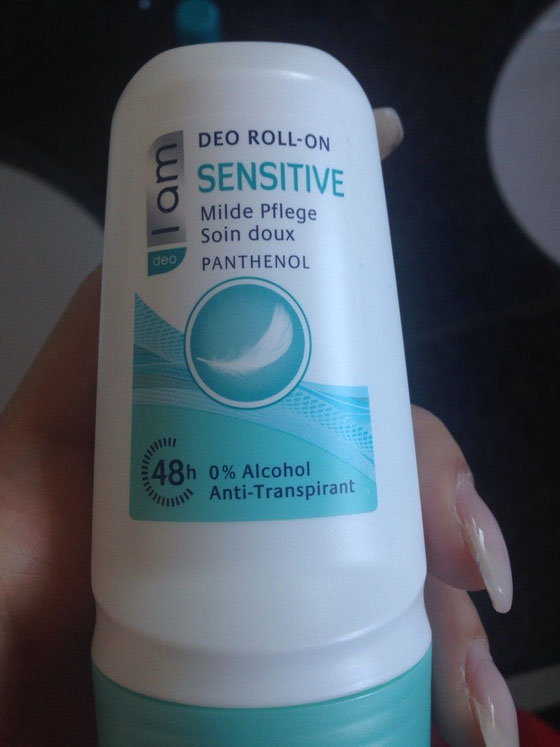 I am
deo
DEO ROLL-ON
SENSITIVE
Milde Pflege
Soin doux
PANTHENOL
48h
0% Alcohol
Anti-Transpirant